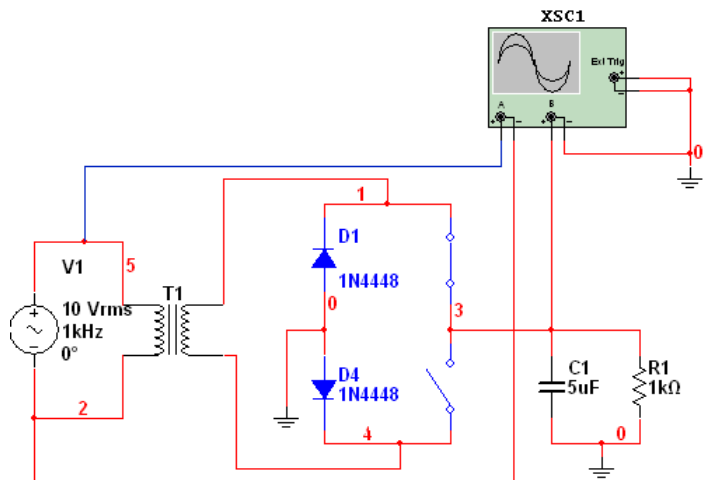 XSC1
Ext Trig
+
-
A
B
+ -
+ -
0
1
V1
5
T1
D1
1N4448
10 Vrms
1kHz
0°
+
-
0
3
D4
1N4448
C1
5uF
R1
1kΩ
2
4
0